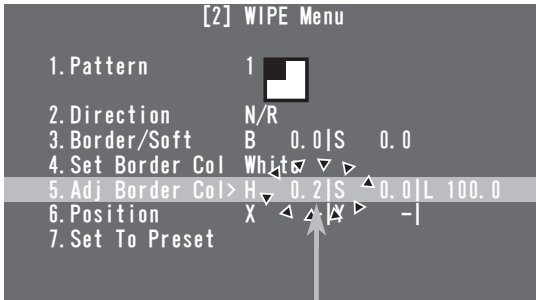 [2] WIPE Menu
1.Pattern 1
2.Direction N/R
3.Border/Soft B 0.0|S 0.0
4.Set Border Col White
5.Adj Border Col> H 0.2|S 0.0|L 100.0
6.Position X -|Y -|
7.Set To Preset